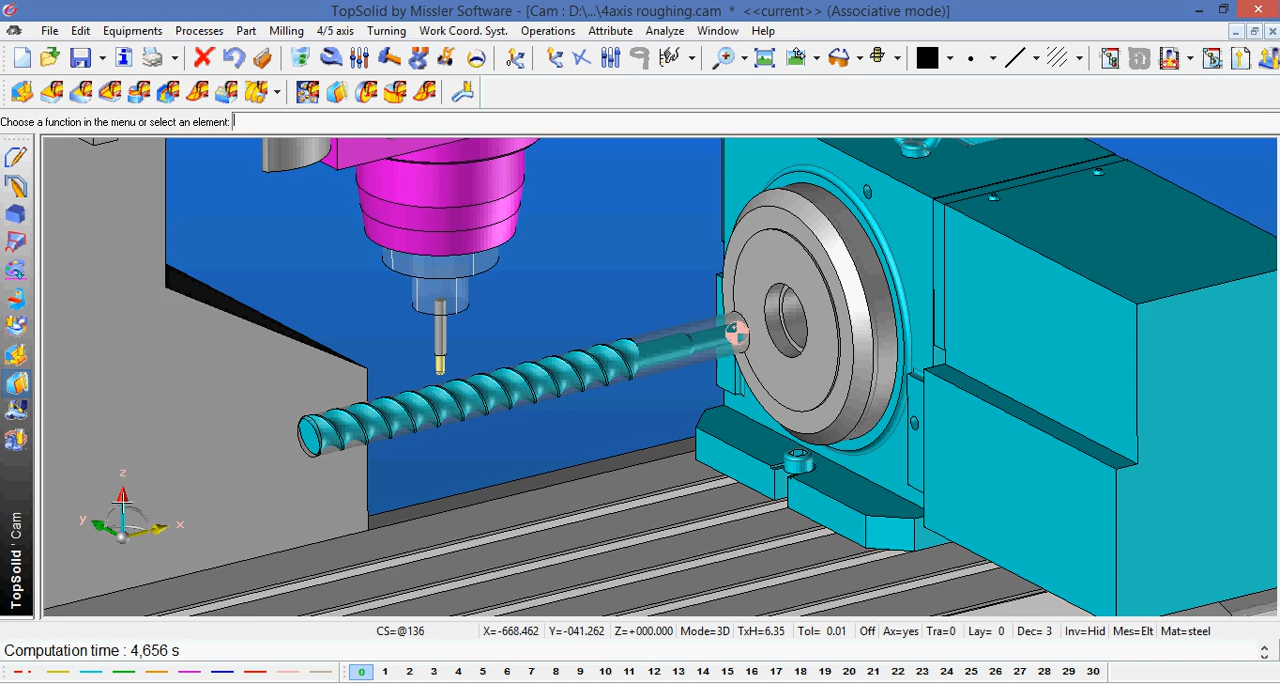 TopSolid by Missler Software - [Cam : D:\...\4axis roughing.cam * <<current>> (Associative mode)]
File Edit Equipments Processes Part Milling 4/5 axis Turning Work Coord. Syst. Operations Attribute Analyze Window Help
Choose a function in the menu or select an element:
z
y x
TopSolid 'Cam
CS=@136 X=-668.462 Y=-041.262 Z=+000.000 Mode=3D TxH=6.35 Tol= 0.01 Off Ax=yes Tra=0 Lay= 0 Dec= 3 Inv=Hid Mes=Elt Mat=steel
Computation time : 4,656 s
0 1 2 3 4 5 6 7 8 9 10 11 12 13 14 15 16 17 18 19 20 21 22 23 24 25 26 27 28 29 30